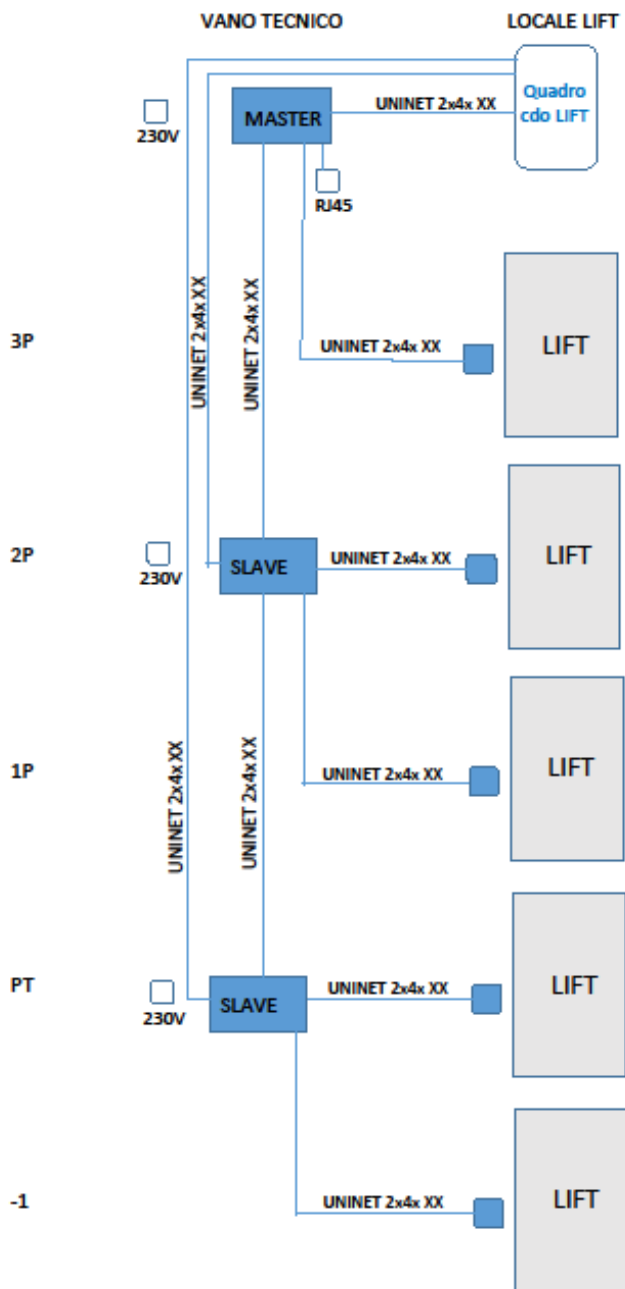 VANO TECNICO
LOCALE LIFT
Quadro
cdo LIFT
UNINET 2x4x XX
MASTER
230V
RJ45
UNINET 2x4x XX
UNINET 2x4x XX
3P
UNINET 2x4x XX
LIFT
2P
230V
SLAVE
UNINET 2x4x XX
LIFT
1P
UNINET 2x4x XX
UNINET 2x4x XX
UNINET 2x4x XX
LIFT
PT
230V
SLAVE
UNINET 2x4x XX
LIFT
-1
UNINET 2x4x XX
LIFT